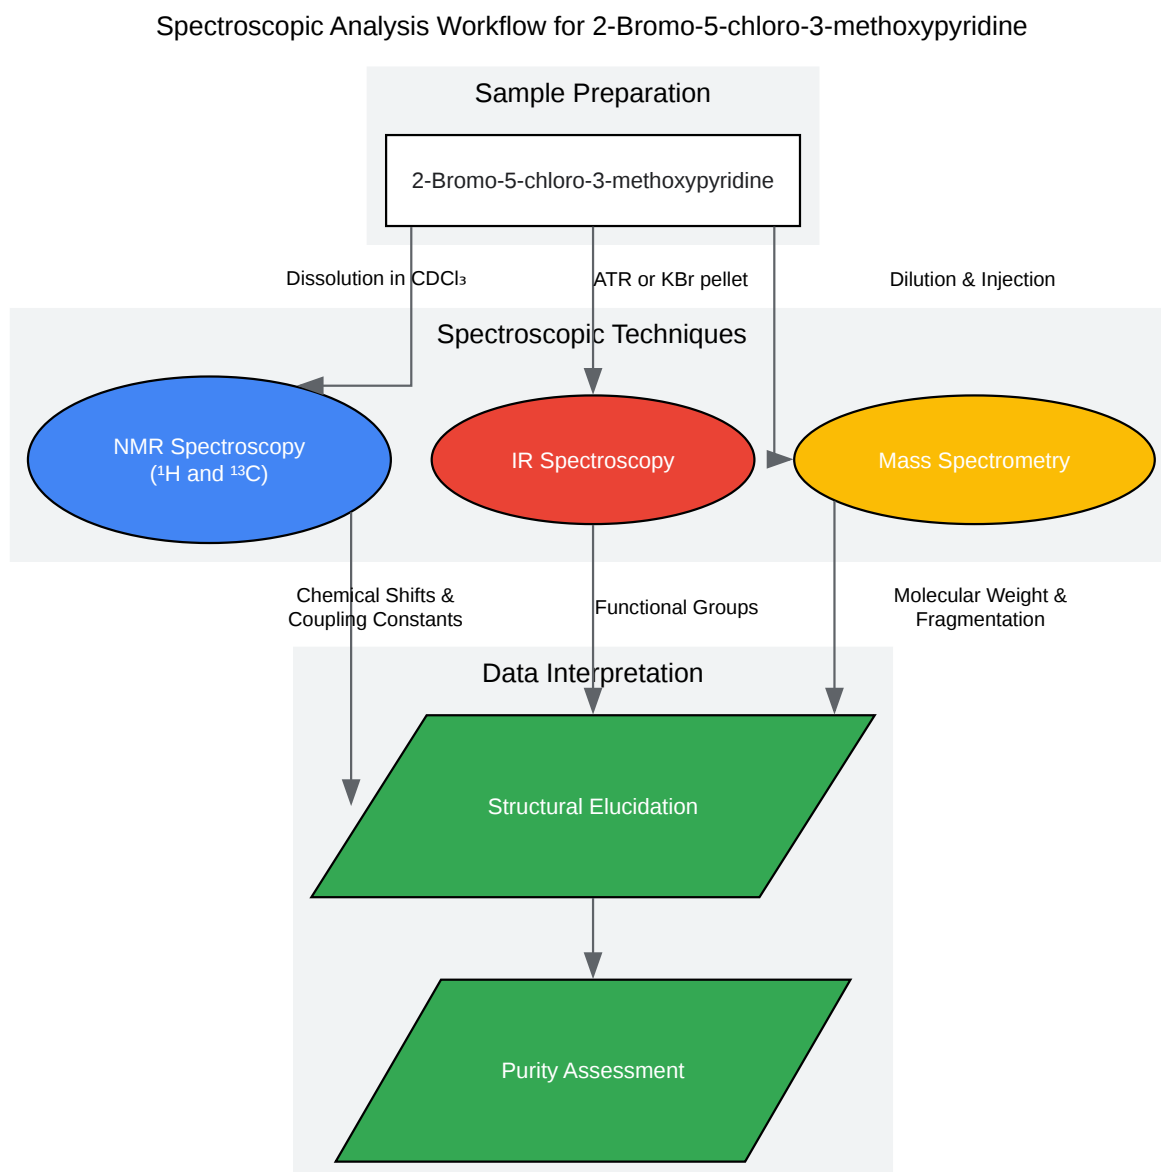 Spectroscopic Analysis Workflow for 2-Bromo-5-chloro-3-methoxypyridine
Sample Preparation
2-Bromo-5-chloro-3-methoxypyridine
Dissolution in CDCl₃
ATR or KBr pellet
Dilution & Injection
Spectroscopic Techniques
NMR Spectroscopy
(¹H and ¹³C)
IR Spectroscopy
Mass Spectrometry
Chemical Shifts &
Coupling Constants
Functional Groups
Molecular Weight &
Fragmentation
Data Interpretation
Structural Elucidation
Purity Assessment